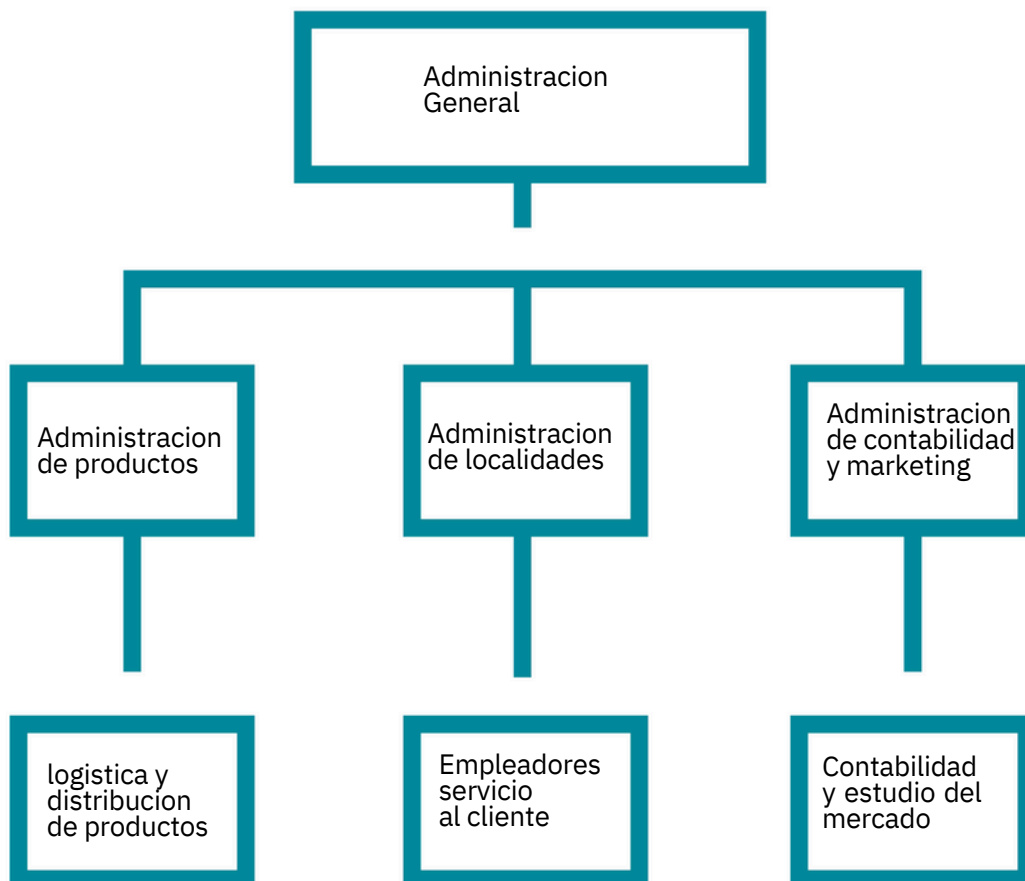 Administracion
General
Administracion
de productos
Administracion
de localidades
Administracion
de contabilidad
y marketing
logistica y
distribucion
de productos
Empleadores
servicio
al cliente
Contabilidad
y estudio del
mercado